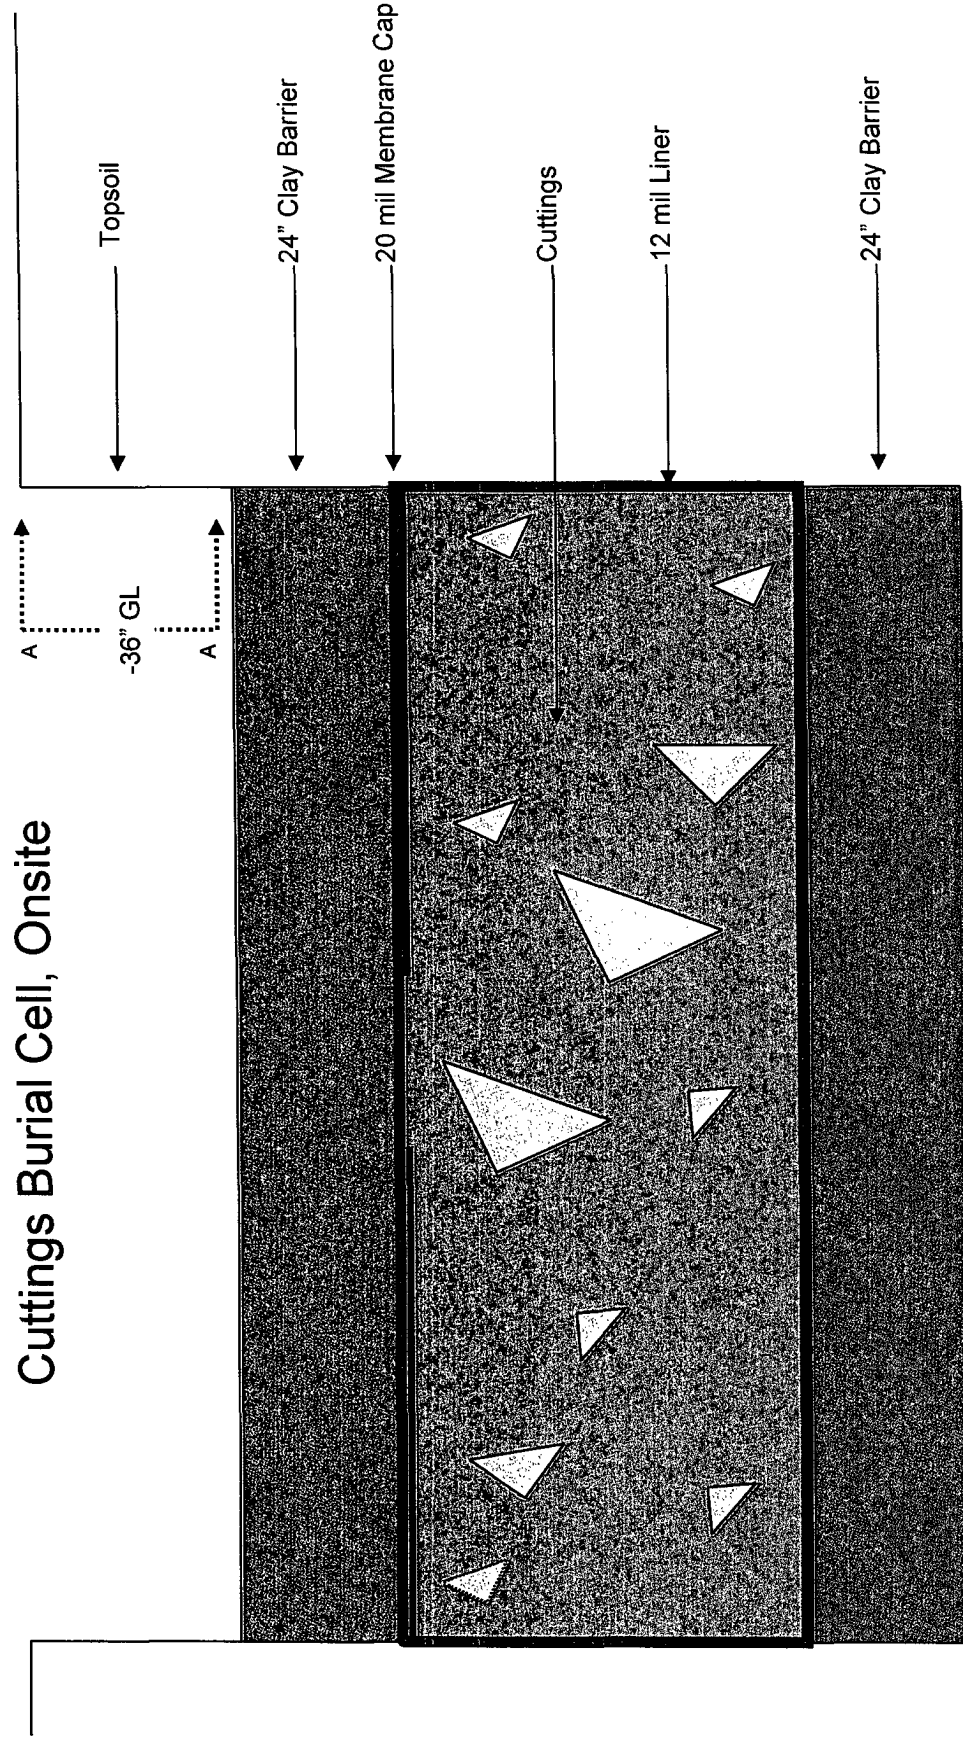 Cuttings Burial Cell, Onsite
A
-36” GL
A
Topsoil
24” Clay Barrier
20 mil Membrane Cap
Cuttings
12 mil Liner
24” Clay Barrier